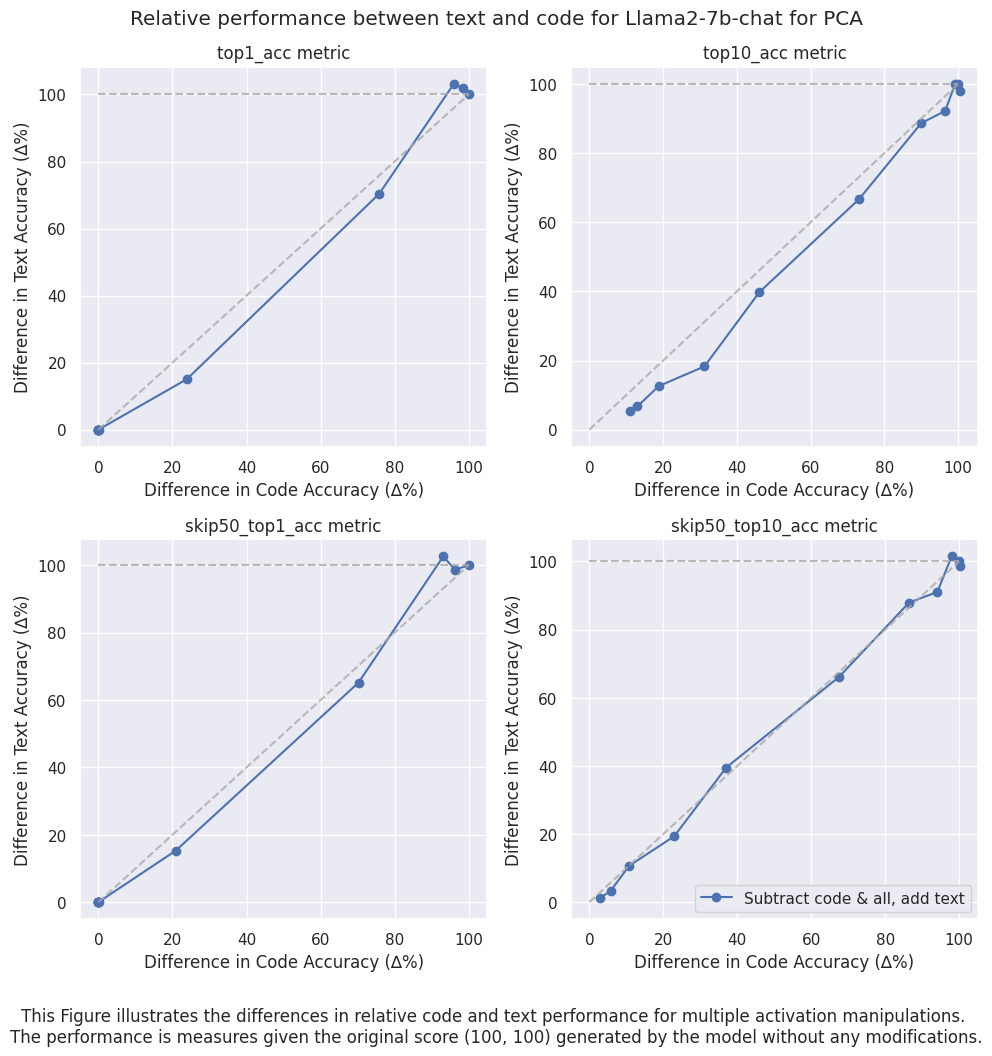 Relative performance between text and code for Llama2-7b-chat for PCA
top1_acc metric
100
80
60
40
20
0
Difference in Text Accuracy (Δ%)
0 20 40 60 80 100
Difference in Code Accuracy (Δ%)
top10_acc metric
100
80
60
40
20
0
Difference in Text Accuracy (Δ%)
0 20 40 60 80 100
Difference in Code Accuracy (Δ%)
skip50_top1_acc metric
100
80
60
40
20
0
Difference in Text Accuracy (Δ%)
0 20 40 60 80 100
Difference in Code Accuracy (Δ%)
skip50_top10_acc metric
100
80
60
40
20
0
Difference in Text Accuracy (Δ%)
Subtract code & all, add text
0 20 40 60 80 100
Difference in Code Accuracy (Δ%)
This Figure illustrates the differences in relative code and text performance for multiple activation manipulations.
The performance is measures given the original score (100, 100) generated by the model without any modifications.